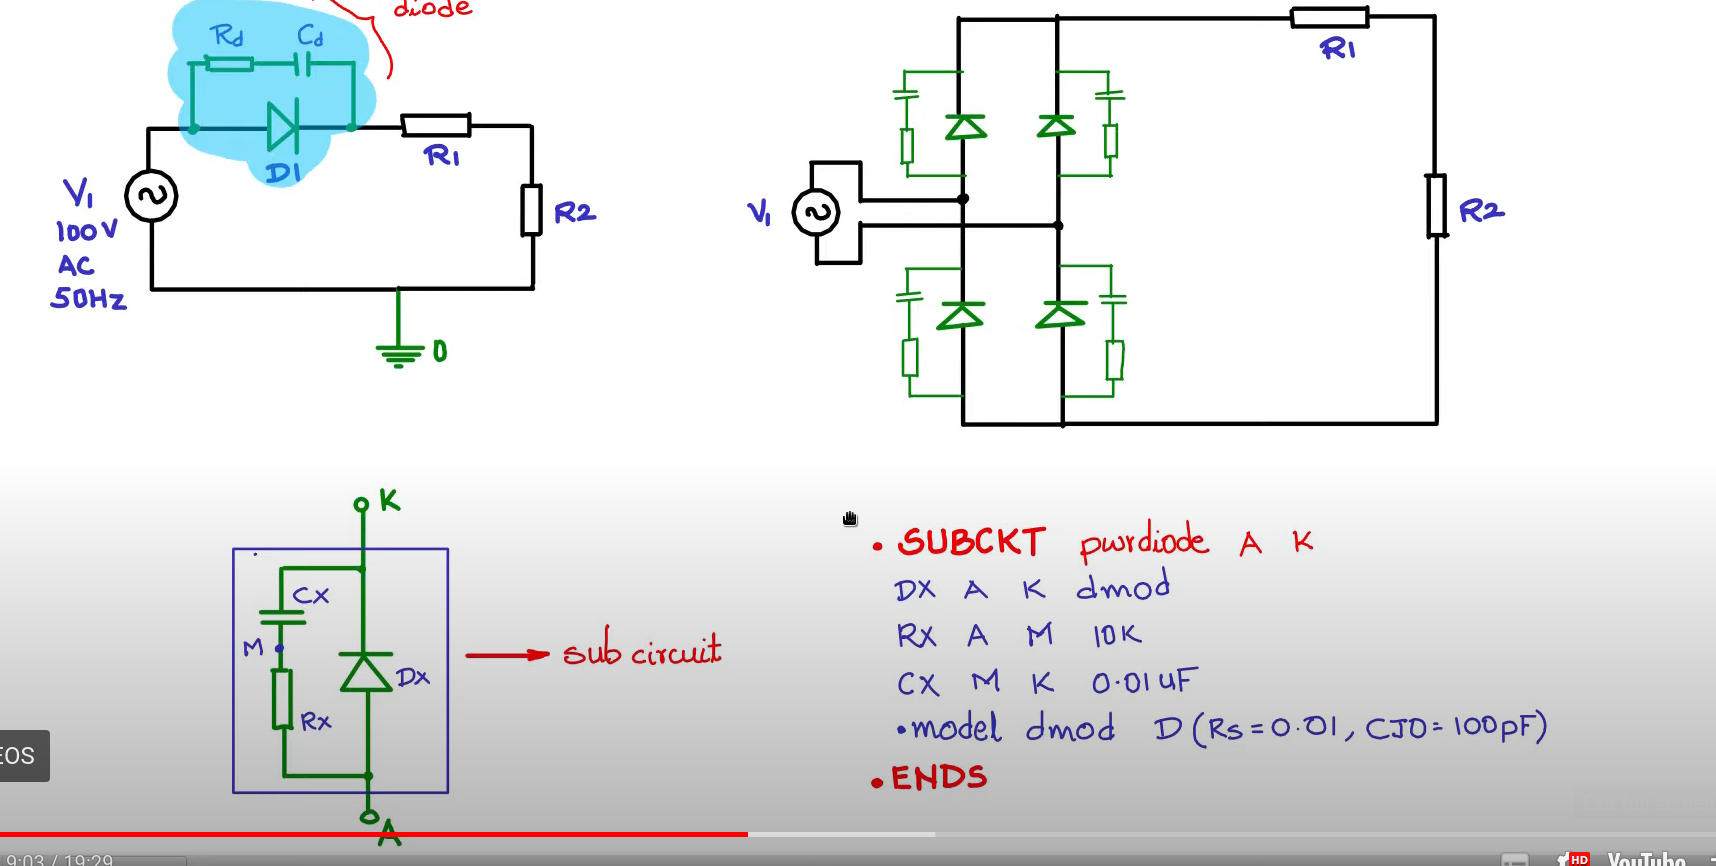 diode
Rd Cd
D1
R1
V1
100V
AC
50Hz
R2
0
R1
V1
R2
K
Cx
M
Dx
Rx
A
sub circuit
. SUBCKT pwrdiode A K
DX A K dmod
RX A M 10K
CX M K 0.01uF
.model dmod D (Rs=0.01, CJO=100pF)
.ENDS
EOS
9:03 / 19:29
HD
YouTube